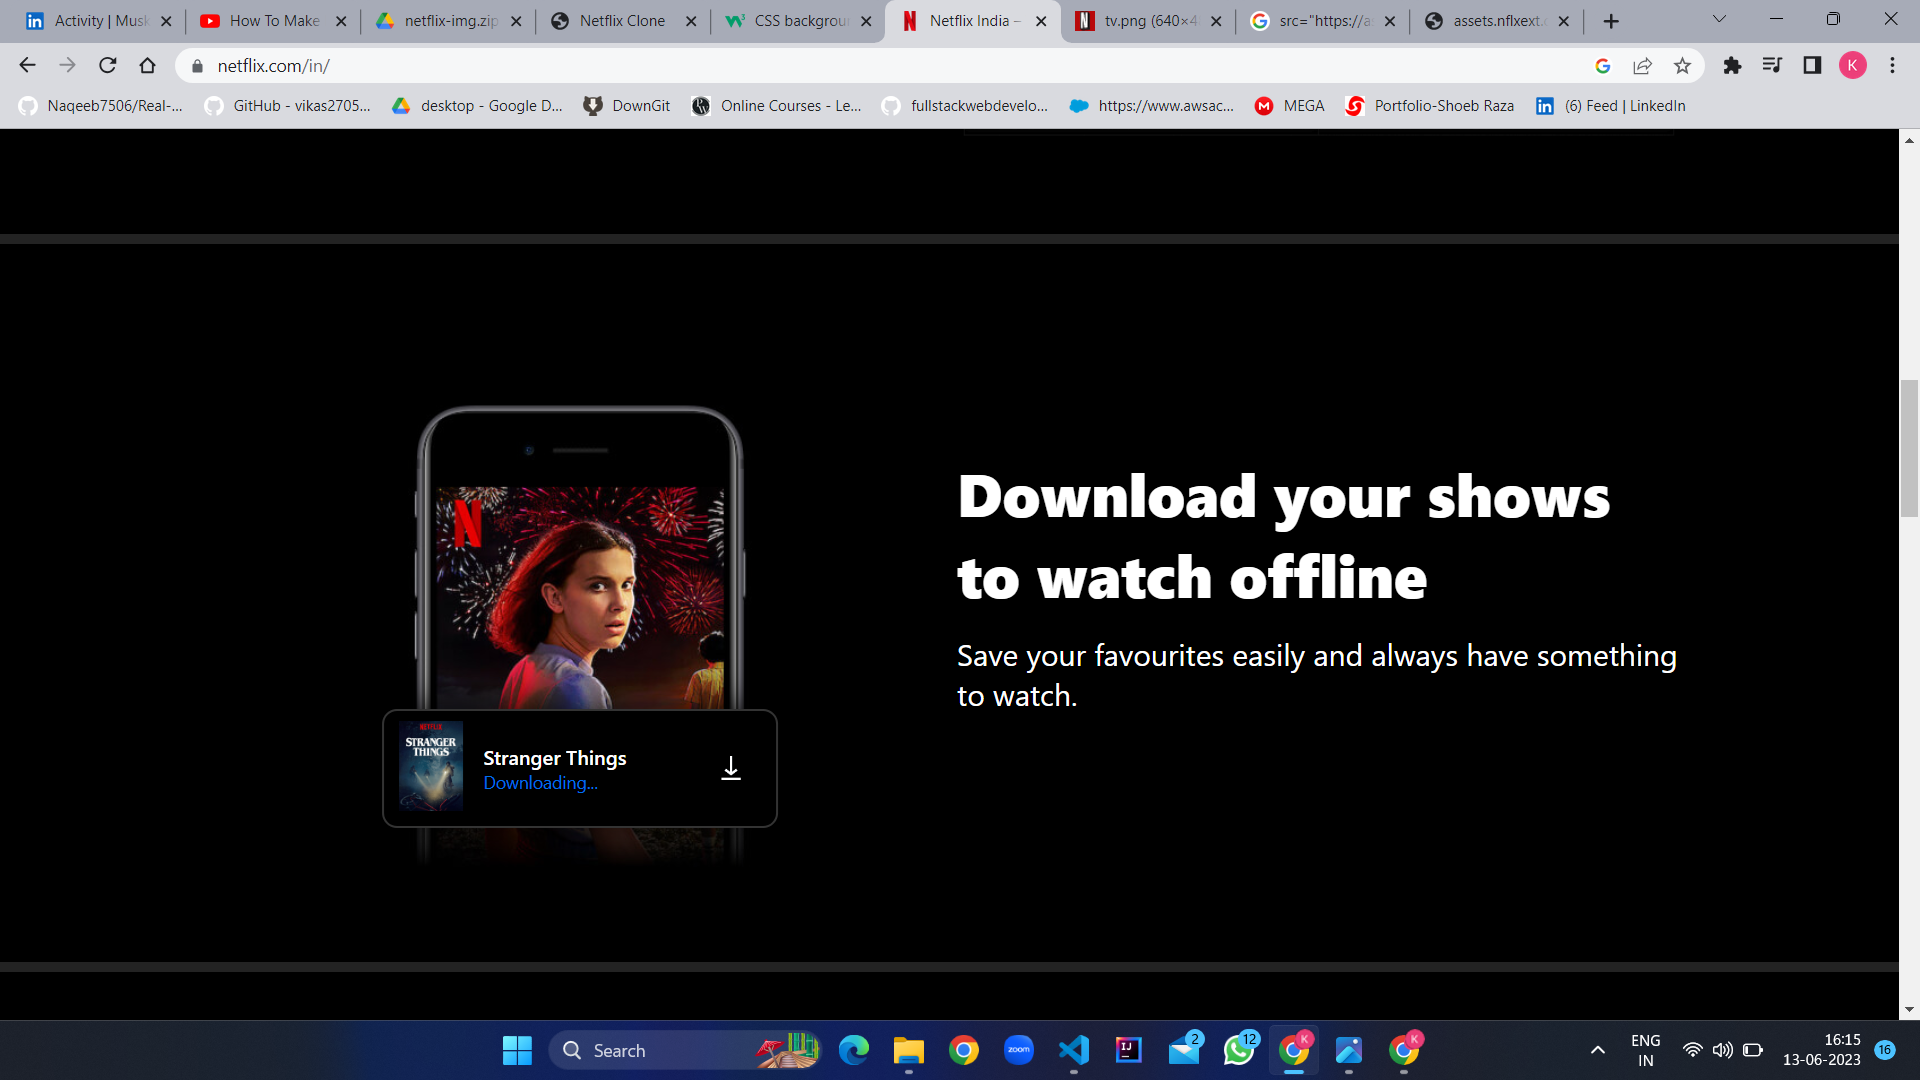 Activity | Musk
How To Make
netflix-img.zip
Netflix Clone
CSS backgrour
Netflix India –
tv.png (640×4
src="https://as
assets.nflxext.c
netflix.com/in/
K
Naqeeb7506/Real-...
GitHub - vikas2705...
desktop - Google D...
DownGit
Online Courses - Le...
fullstackwebdevelo...
https://www.awsac...
MEGA
Portfolio-Shoeb Raza
(6) Feed | LinkedIn
Download your shows
to watch offline
Save your favourites easily and always have something
to watch.
NETFLIX
STRANGER
THINGS
Stranger Things
Downloading...
Search
zoom
IJ
2
12
K
K
ENG
IN
16:15
13-06-2023
16